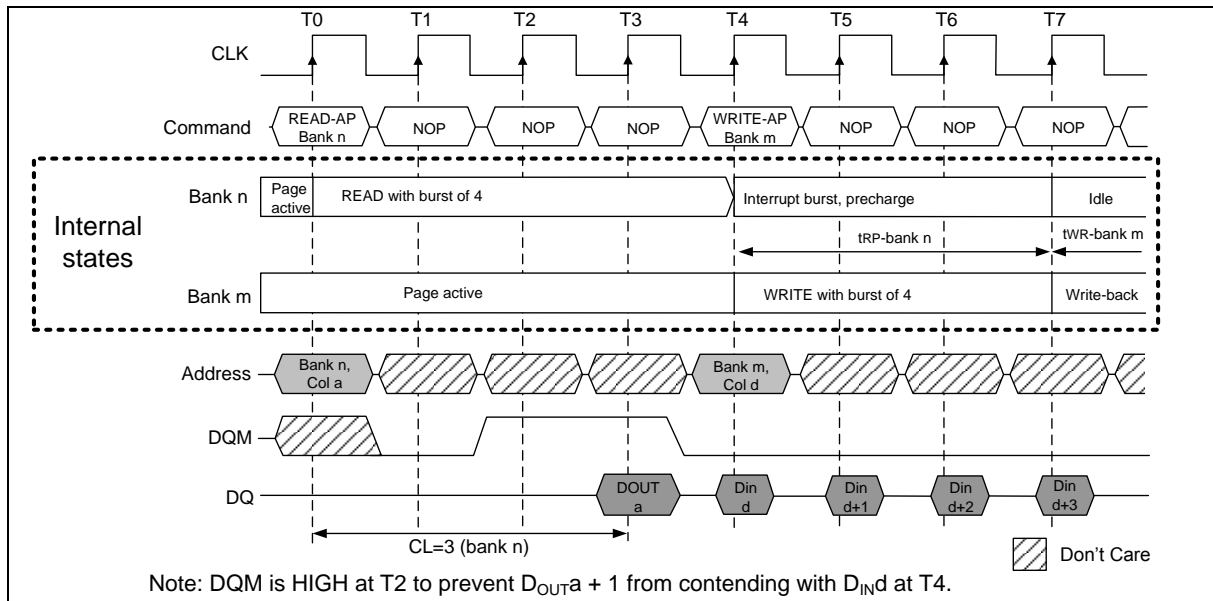 T0 T1 T2 T3 T4 T5 T6 T7
CLK
Command
READ-AP
Bank n
NOP
NOP
NOP
WRITE-AP
Bank m
NOP
NOP
NOP
Internal
states
Bank n
Page
active
READ with burst of 4
Interrupt burst, precharge
Idle
tRP-bank n
tWR-bank m
Bank m
Page active
WRITE with burst of 4
Write-back
Address
Bank n,
Col a
Bank m,
Col d
DQM
DQ
DOUT
a
Din
d
Din
d+1
Din
d+2
Din
d+3
CL=3 (bank n)
Don't Care
Note: DQM is HIGH at T2 to prevent DOUTa + 1 from contending with DINd at T4.